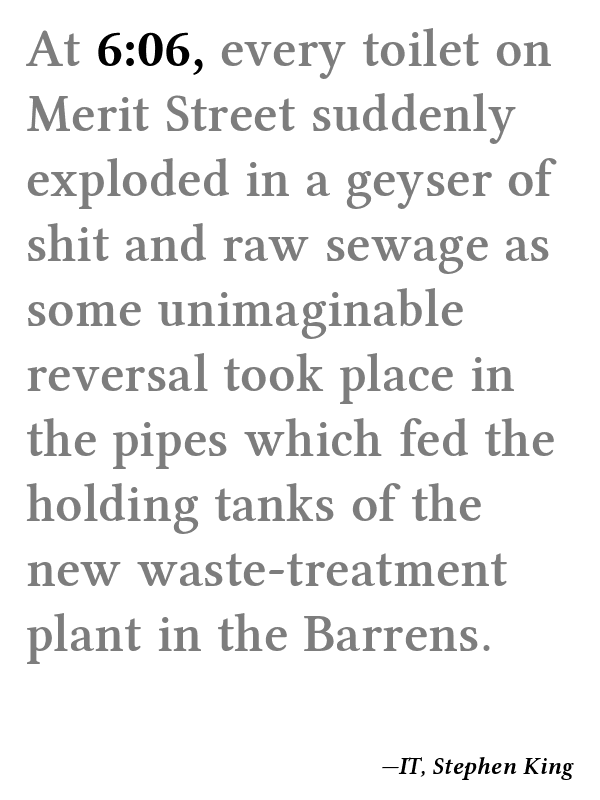 At 6:06, every toilet on
Merit Street suddenly
exploded in a geyser of
shit and raw sewage as
some unimaginable
reversal took place in
the pipes which fed the
holding tanks of the
new waste-treatment
plant in the Barrens.
—IT, Stephen King